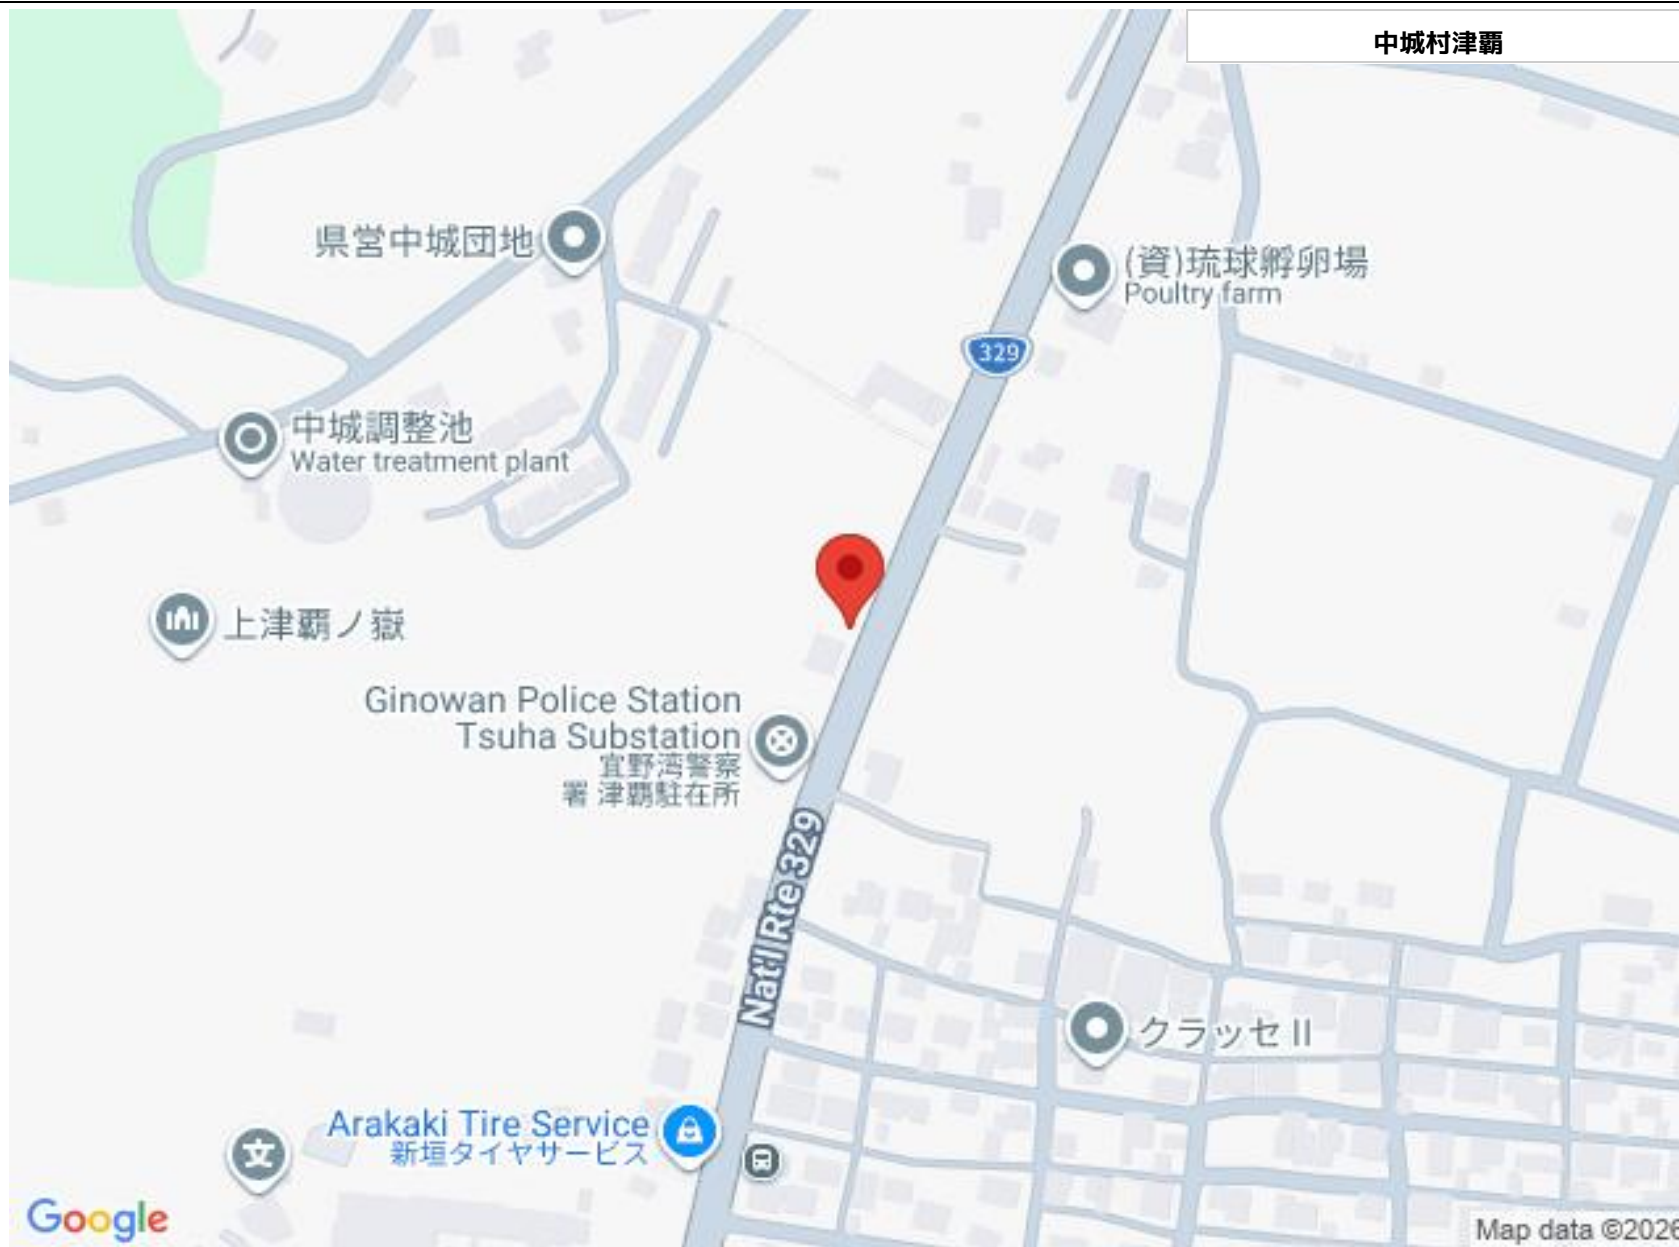 中城村津覇
県営中城団地
(資)琉球孵卵場
Poultry farm
329
中城調整池
Water treatment plant
上津覇ノ嶽
Ginowan Police Station
Tsuha Substation
宜野湾警察
署 津覇駐在所
Nat'l Rte 329
クラッセ II
Arakaki Tire Service
新垣タイヤサービス
文
Google
Map data ©2026